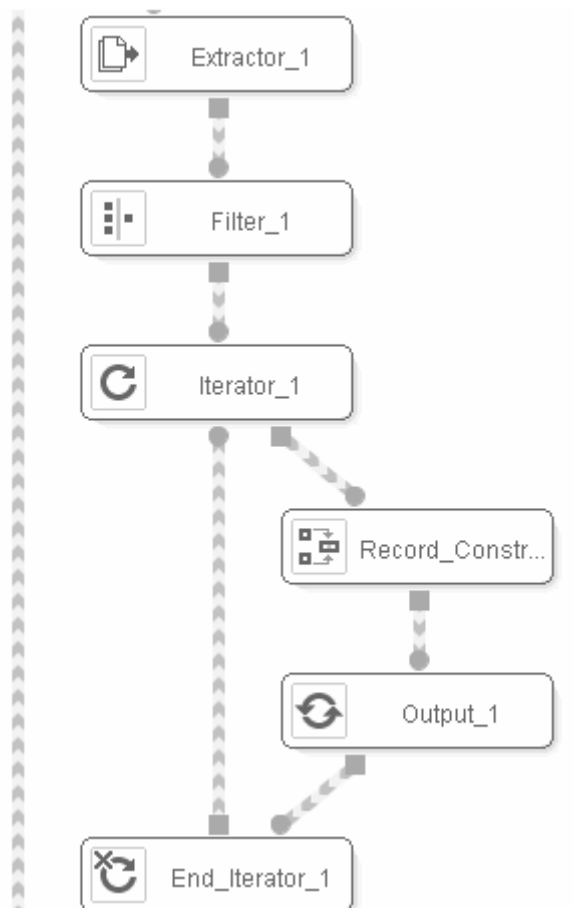 Extractor_1
Filter_1
Iterator_1
Record_Constr...
Output_1
End_Iterator_1